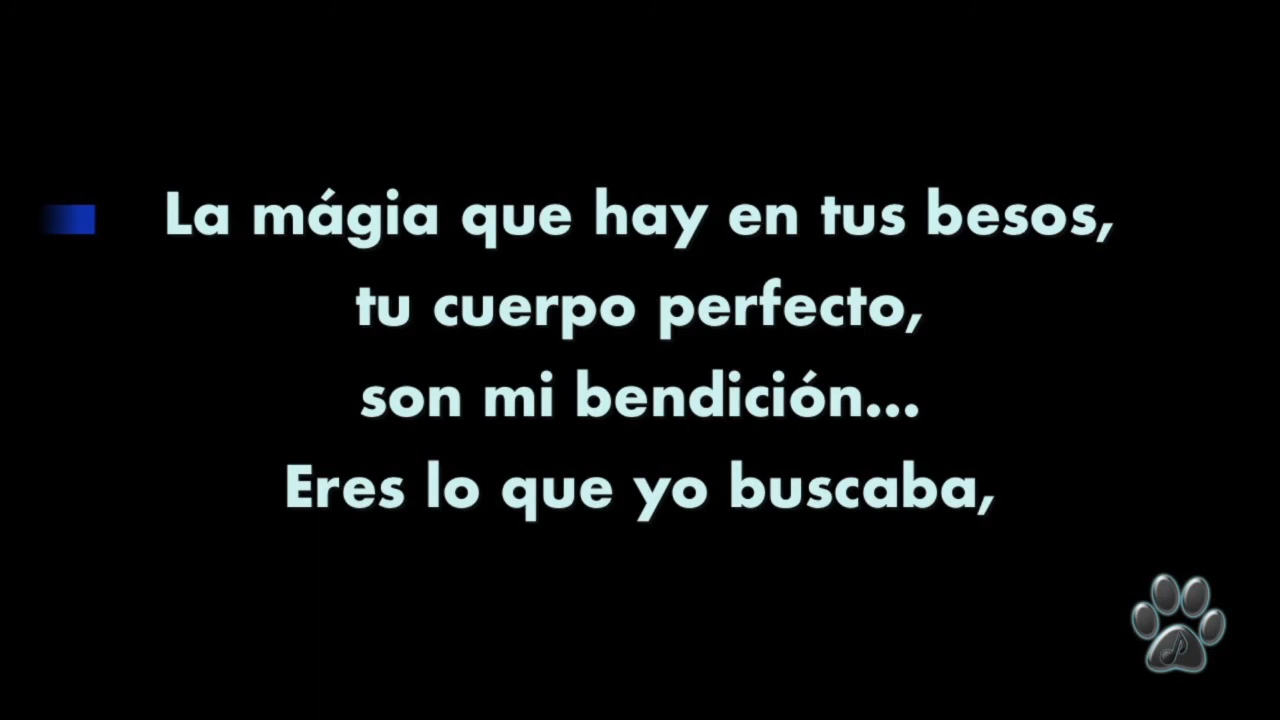 La mágia que hay en tus besos,
tu cuerpo perfecto,
son mi bendición...
Eres lo que yo buscaba,